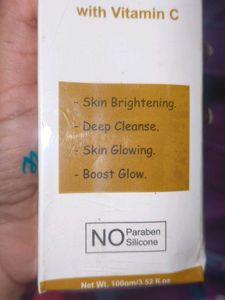 with Vitamin C
- Skin Brightening.
- Deep Cleanse.
- Skin Glowing.
- Boost Glow.
NO Paraben
Silicone
Net Wt. 100gm/3.52 fl.oz